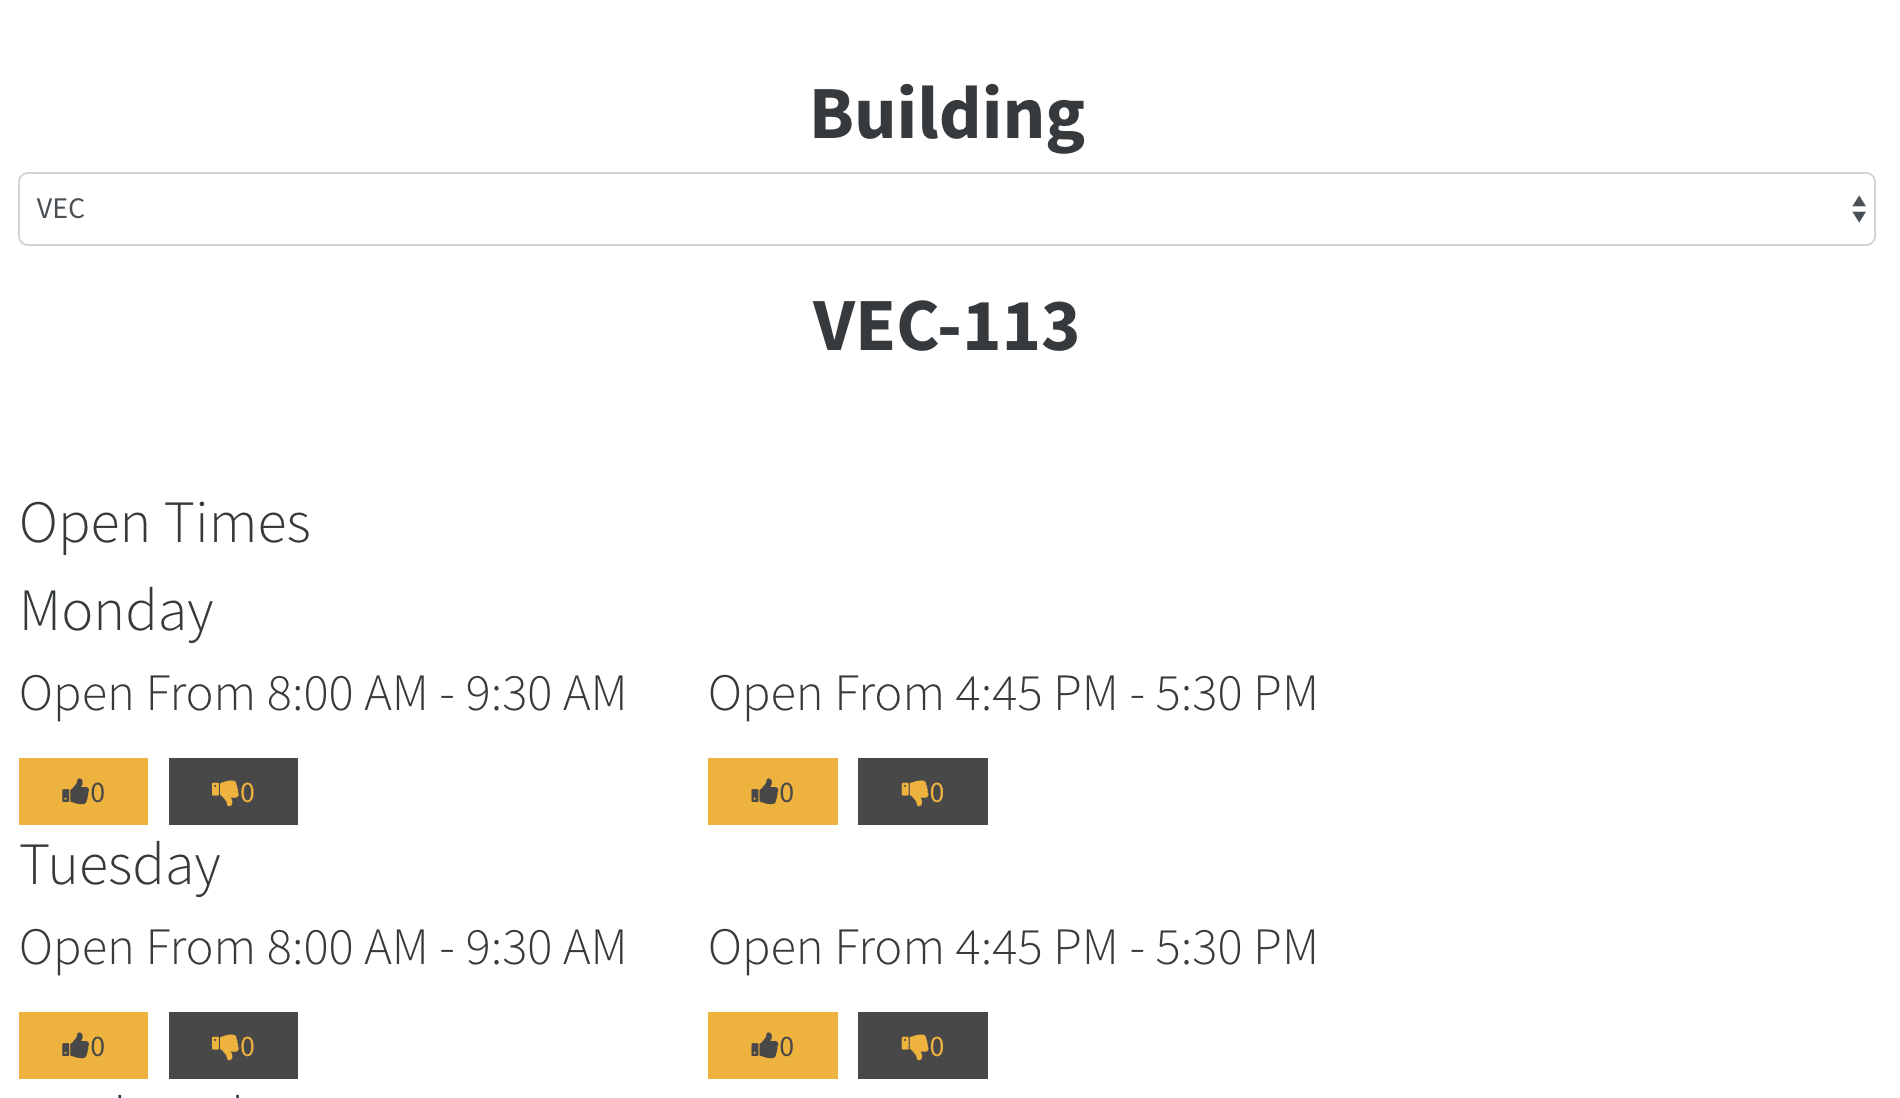 Building
VEC
VEC-113
Open Times
Monday
Open From 8:00 AM - 9:30 AM Open From 4:45 PM - 5:30 PM
0 0 0 0
Tuesday
Open From 8:00 AM - 9:30 AM Open From 4:45 PM - 5:30 PM
0 0 0 0